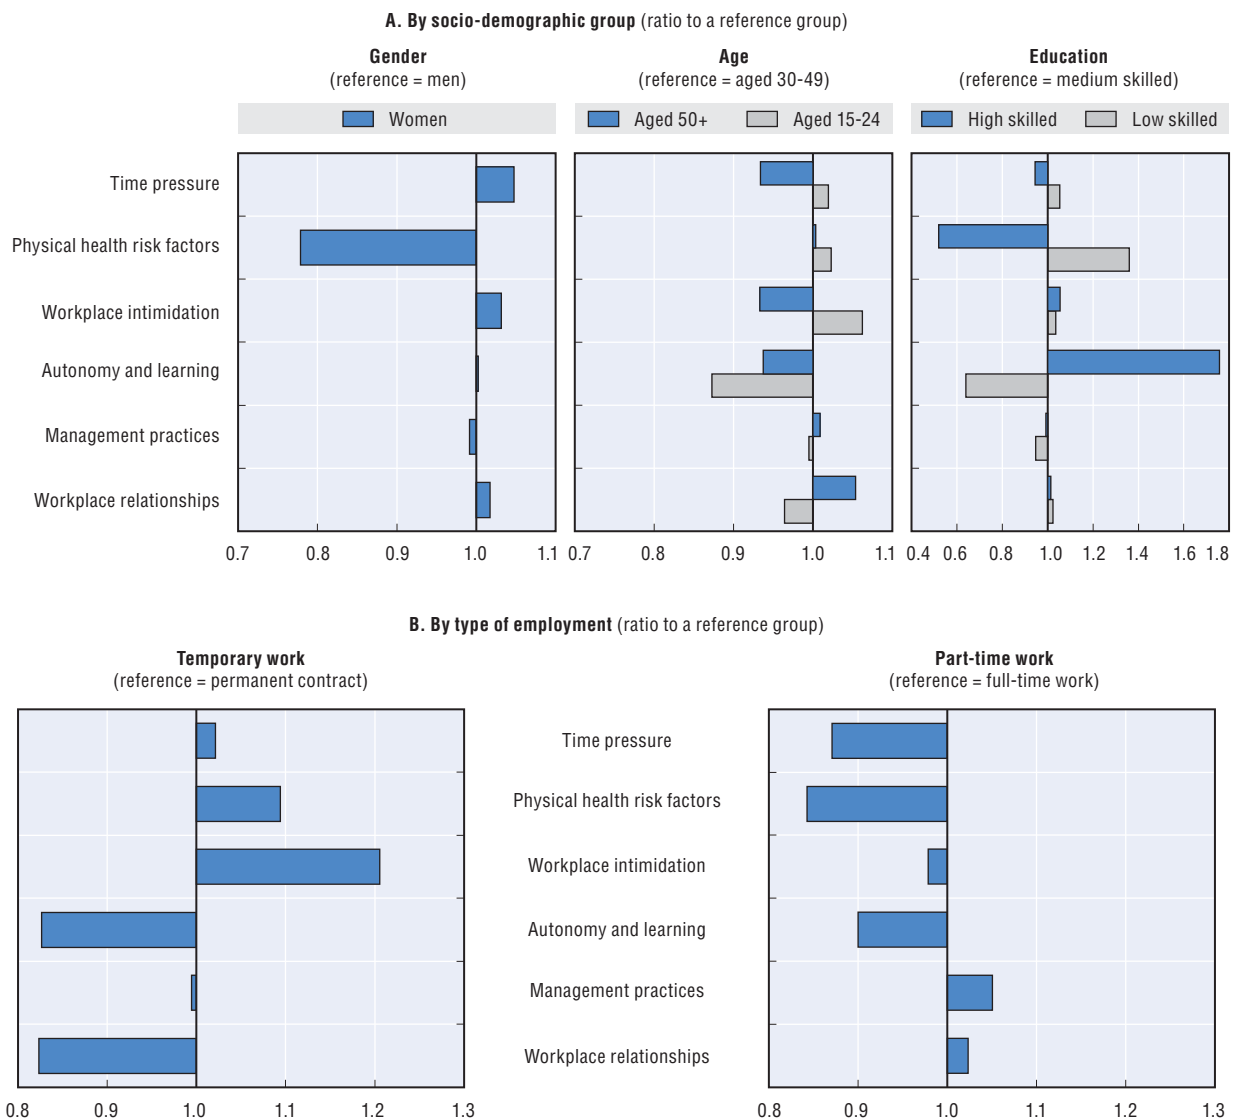 A. By socio-demographic group (ratio to a reference group)
Gender
(reference = men)
Women
Age
(reference = aged 30-49)
Aged 50+ Aged 15-24
Education
(reference = medium skilled)
High skilled Low skilled
Time pressure
Physical health risk factors
Workplace intimidation
Autonomy and learning
Management practices
Workplace relationships
0.7 0.8 0.9 1.0 1.1
0.7 0.8 0.9 1.0 1.1
0.4 0.6 0.8 1.0 1.2 1.4 1.6 1.8
B. By type of employment (ratio to a reference group)
Temporary work
(reference = permanent contract)
Part-time work
(reference = full-time work)
Time pressure
Physical health risk factors
Workplace intimidation
Autonomy and learning
Management practices
Workplace relationships
0.8 0.9 1.0 1.1 1.2 1.3
0.8 0.9 1.0 1.1 1.2 1.3